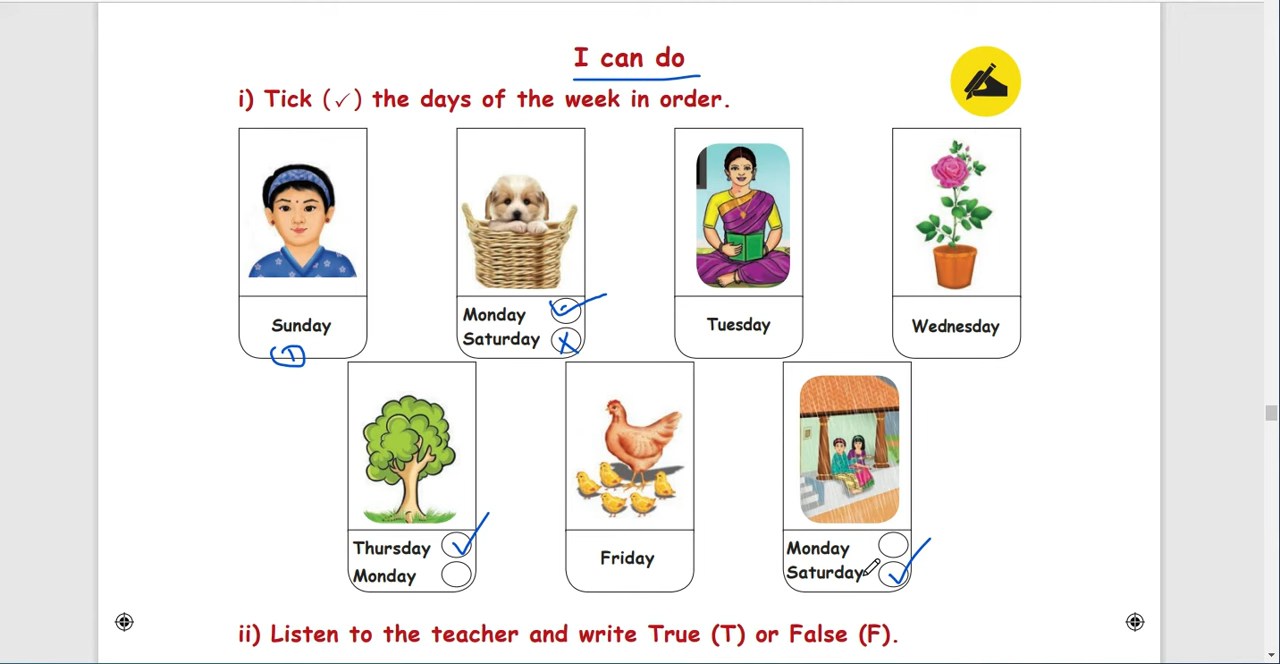 I can do
i) Tick (✓) the days of the week in order.
Sunday
1
Monday ✓
Saturday X
Tuesday
Wednesday
Thursday ✓
Monday
Friday
Monday
Saturday ✓
ii) Listen to the teacher and write True (T) or False (F).